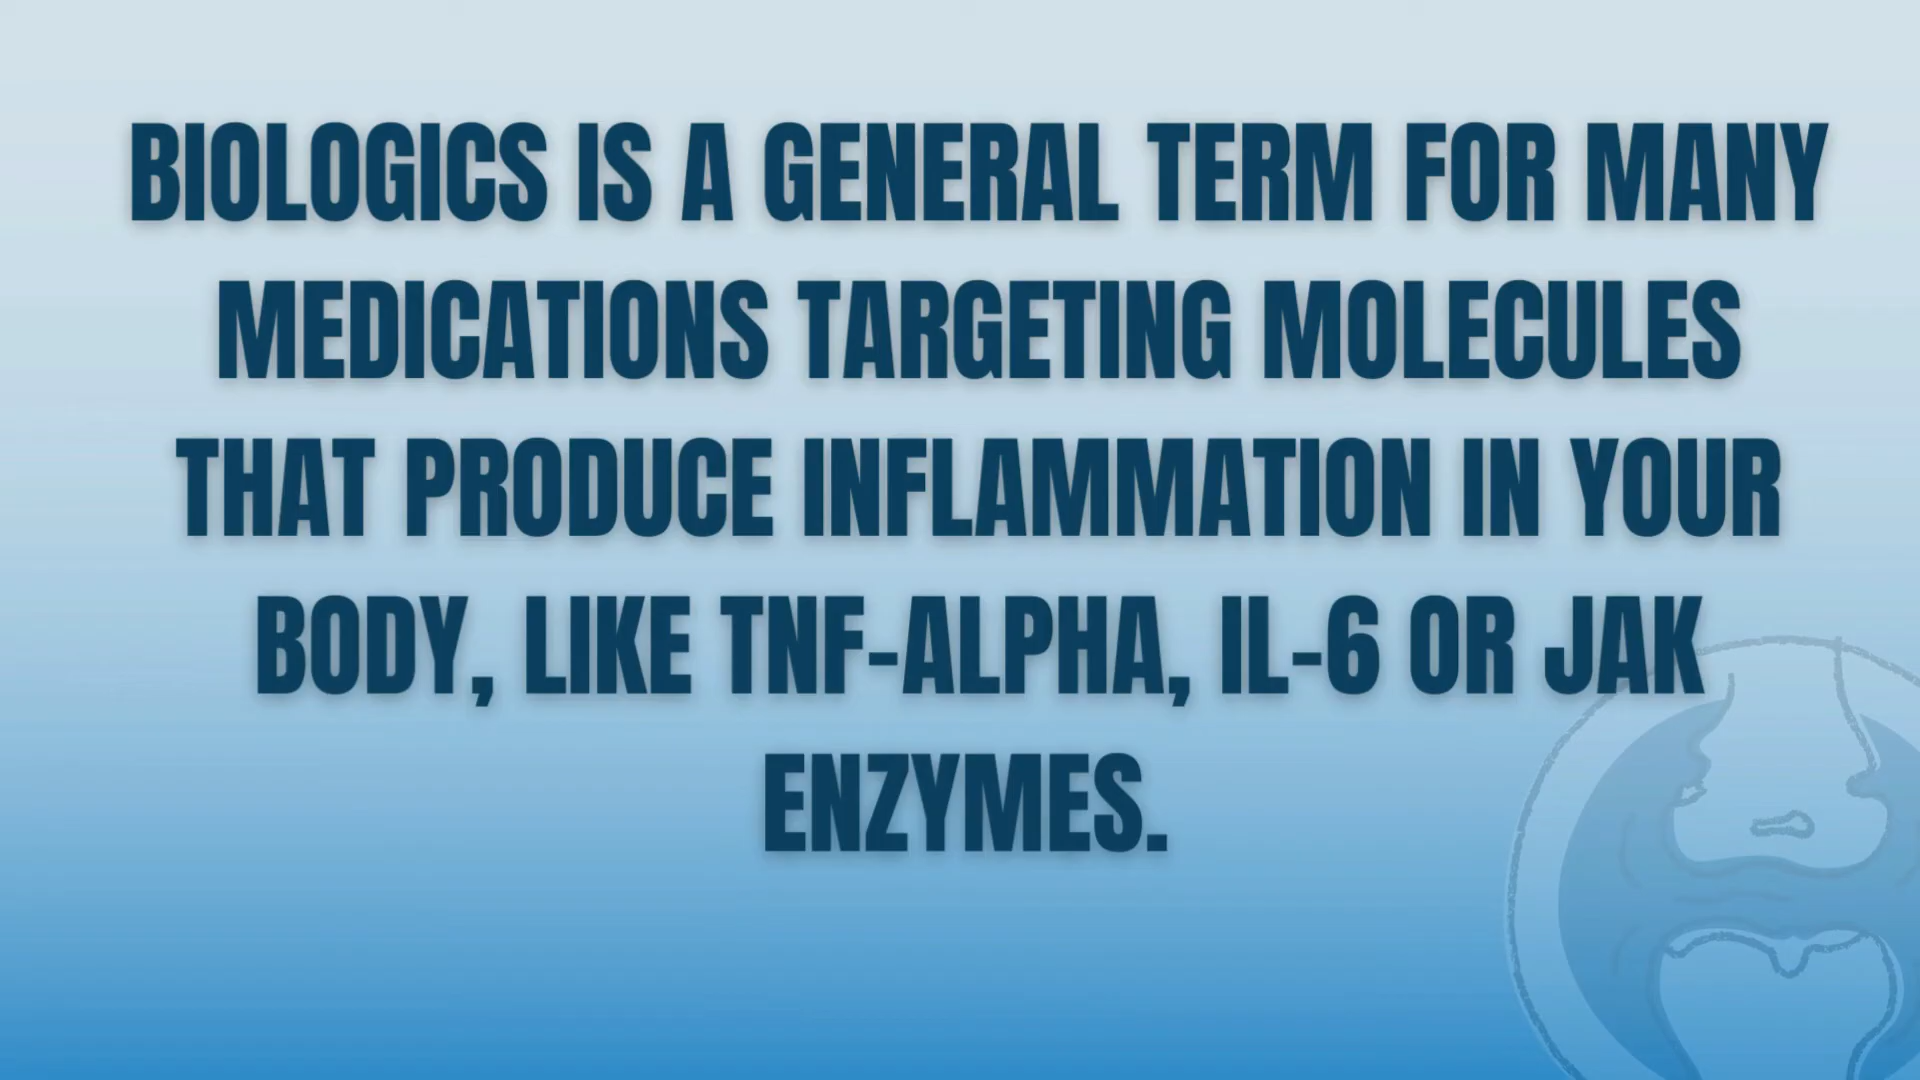 BIOLOGICS IS A GENERAL TERM FOR MANY
MEDICATIONS TARGETING MOLECULES
THAT PRODUCE INFLAMMATION IN YOUR
BODY, LIKE TNF-ALPHA, IL-6 OR JAK
ENZYMES.